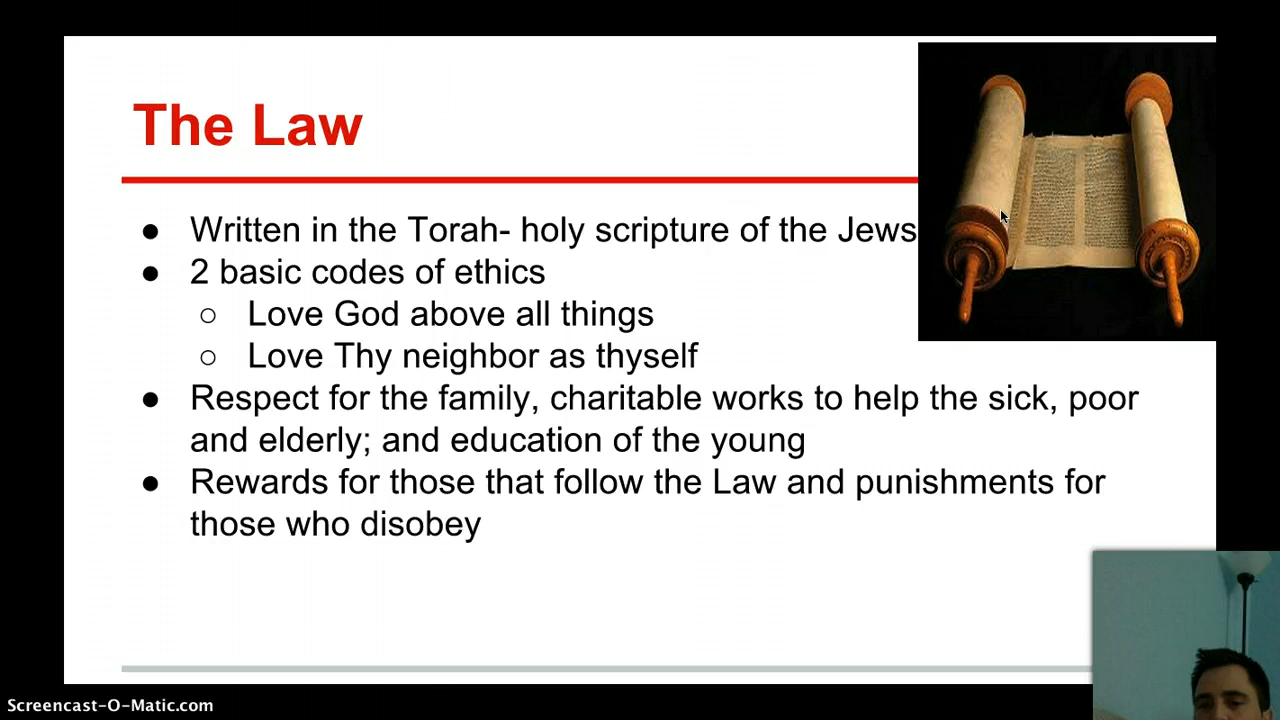 The Law
● Written in the Torah- holy scripture of the Jews
● 2 basic codes of ethics
○ Love God above all things
○ Love Thy neighbor as thyself
● Respect for the family, charitable works to help the sick, poor
and elderly; and education of the young
● Rewards for those that follow the Law and punishments for
those who disobey
Screencast-O-Matic.com